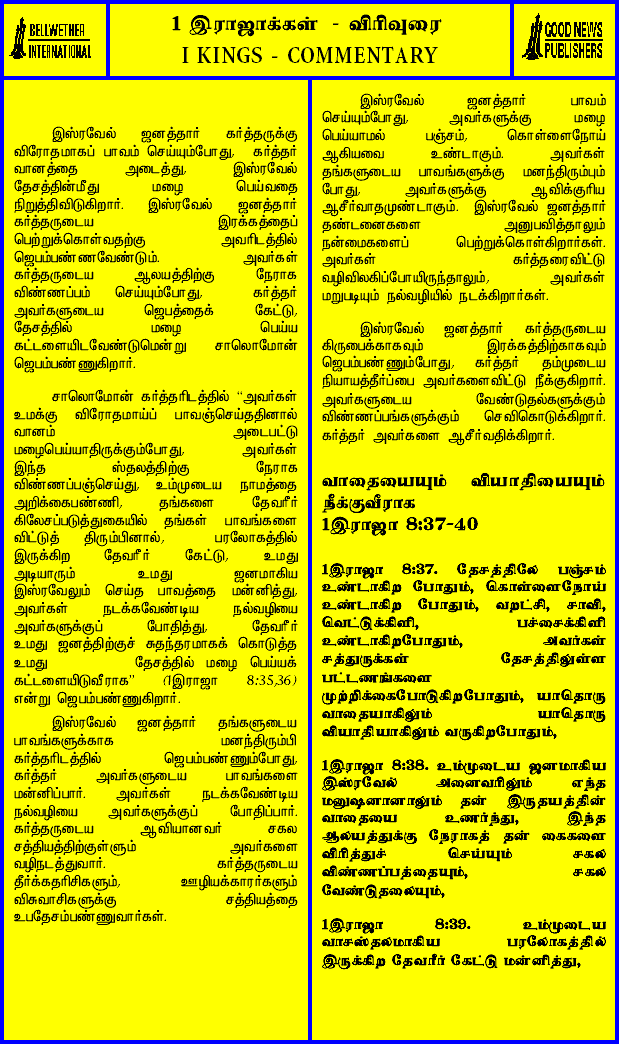 BELLWETHER
INTERNATIONAL
1 இராஜாக்கள் - விரிவுரை
I KINGS - COMMENTARY
GOOD NEWS
PUBLISHERS
இஸ்ரவேல் ஜனத்தார் கர்த்தருக்கு
விரோதமாகப் பாவம் செய்யும்போது, கர்த்தர்
வானத்தை அடைத்து, இஸ்ரவேல்
தேசத்தின்மீது மழை பெய்வதை
நிறுத்திவிடுகிறார். இஸ்ரவேல் ஜனத்தார்
கர்த்தருடைய இரக்கத்தைப்
பெற்றுக்கொள்வதற்கு அவரிடத்தில்
ஜெபம்பண்ணவேண்டும். அவர்கள்
கர்த்தருடைய ஆலயத்திற்கு நேராக
விண்ணப்பம் செய்யும்போது, கர்த்தர்
அவர்களுடைய ஜெபத்தைக் கேட்டு,
தேசத்தில் மழை பெய்ய
கட்டளையிடவேண்டுமென்று சாலொமோன்
ஜெபம்பண்ணுகிறார்.
சாலொமோன் கர்த்தரிடத்தில் “அவர்கள்
உமக்கு விரோதமாய்ப் பாவஞ்செய்ததினால்
வானம் அடைபட்டு
மழைபெய்யாதிருக்கும்போது, அவர்கள்
இந்த ஸ்தலத்திற்கு நேராக
விண்ணப்பஞ்செய்து, உம்முடைய நாமத்தை
அறிக்கைபண்ணி, தங்களை தேவரீர்
கிலேசப்படுத்துகையில் தங்கள் பாவங்களை
விட்டுத் திரும்பினால், பரலோகத்தில்
இருக்கிற தேவரீர் கேட்டு, உமது
அடியாரும் உமது ஜனமாகிய
இஸ்ரவேலும் செய்த பாவத்தை மன்னித்து,
அவர்கள் நடக்கவேண்டிய நல்வழியை
அவர்களுக்குப் போதித்து, தேவரீர்
உமது ஜனத்திற்குச் சுதந்தரமாகக் கொடுத்த
உமது தேசத்தில் மழை பெய்யக்
கட்டளையிடுவீராக” (1இராஜா 8:35,36)
என்று ஜெபம்பண்ணுகிறார்.
இஸ்ரவேல் ஜனத்தார் தங்களுடைய
பாவங்களுக்காக மனந்திரும்பி
கர்த்தரிடத்தில் ஜெபம்பண்ணும்போது,
கர்த்தர் அவர்களுடைய பாவங்களை
மன்னிப்பார். அவர்கள் நடக்கவேண்டிய
நல்வழியை அவர்களுக்குப் போதிப்பார்.
கர்த்தருடைய ஆவியானவர் சகல
சத்தியத்திற்குள்ளும் அவர்களை
வழிநடத்துவார். கர்த்தருடைய
தீர்க்கதரிசிகளும், ஊழியக்காரர்களும்
விசுவாசிகளுக்கு சத்தியத்தை
உபதேசம்பண்ணுவார்கள்.
இஸ்ரவேல் ஜனத்தார் பாவம்
செய்யும்போது, அவர்களுக்கு மழை
பெய்யாமல் பஞ்சம், கொள்ளைநோய்
ஆகியவை உண்டாகும். அவர்கள்
தங்களுடைய பாவங்களுக்கு மனந்திரும்பும்
போது, அவர்களுக்கு ஆவிக்குரிய
ஆசீர்வாதமுண்டாகும். இஸ்ரவேல் ஜனத்தார்
தண்டனைகளை அனுபவித்தாலும்
நன்மைகளைப் பெற்றுக்கொள்கிறார்கள்.
அவர்கள் கர்த்தரைவிட்டு
வழிவிலகிப்போயிருந்தாலும், அவர்கள்
மறுபடியும் நல்வழியில் நடக்கிறார்கள்.
இஸ்ரவேல் ஜனத்தார் கர்த்தருடைய
கிருபைக்காகவும் இரக்கத்திற்காகவும்
ஜெபம்பண்ணும்போது, கர்த்தர் தம்முடைய
நியாயத்தீர்ப்பை அவர்களைவிட்டு நீக்குகிறார்.
அவர்களுடைய வேண்டுதல்களுக்கும்
விண்ணப்பங்களுக்கும் செவிகொடுக்கிறார்.
கர்த்தர் அவர்களை ஆசீர்வதிக்கிறார்.
வாதையையும் வியாதியையும்
நீக்குவீராக
1இராஜா 8:37-40
1இராஜா 8:37. தேசத்திலே பஞ்சம்
உண்டாகிற போதும், கொள்ளைநோய்
உண்டாகிற போதும், வறட்சி, சாவி,
வெட்டுக்கிளி, பச்சைக்கிளி
உண்டாகிறபோதும், அவர்கள்
சத்துருக்கள் தேசத்திலுள்ள
பட்டணங்களை
முற்றிக்கைபோடுகிறபோதும், யாதொரு
வாதையாகிலும் யாதொரு
வியாதியாகிலும் வருகிறபோதும்,
1இராஜா 8:38. உம்முடைய ஜனமாகிய
இஸ்ரவேல் அனைவரிலும் எந்த
மனுஷனானாலும் தன் இருதயத்தின்
வாதையை உணர்ந்து, இந்த
ஆலயத்துக்கு நேராகத் தன் கைகளை
விரித்துச் செய்யும் சகல
விண்ணப்பத்தையும், சகல
வேண்டுதலையும்,
1இராஜா 8:39. உம்முடைய
வாசஸ்தலமாகிய பரலோகத்தில்
இருக்கிற தேவரீர் கேட்டு மன்னித்து,